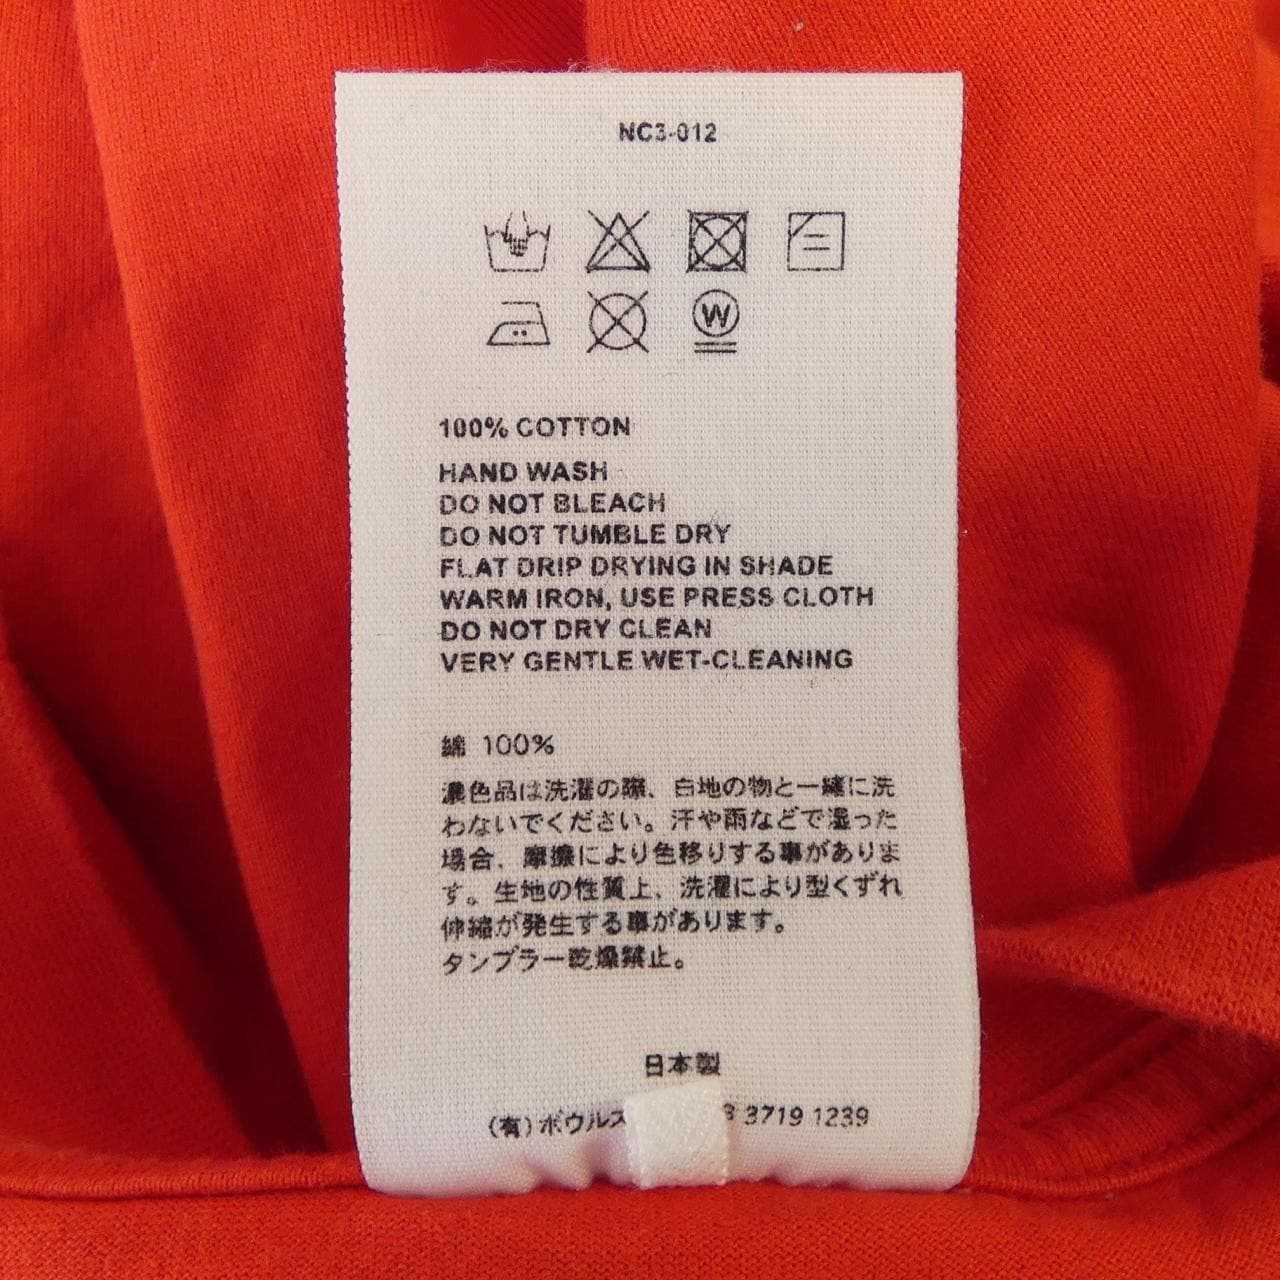 NC3-012
W
100% COTTON
HAND WASH
DO NOT BLEACH
DO NOT TUMBLE DRY
FLAT DRIP DRYING IN SHADE
WARM IRON, USE PRESS CLOTH
DO NOT DRY CLEAN
VERY GENTLE WET-CLEANING
綿 100%
濃色品は洗濯の際、白地の物と一緒に洗
わないでください。汗や雨などで湿った
場合、摩擦により色移りする事がありま
す。生地の性質上、洗濯により型くずれ
伸縮が発生する事があります。
タンブラー乾燥禁止。
日本製
(有)ボウルズ 3 3719 1239